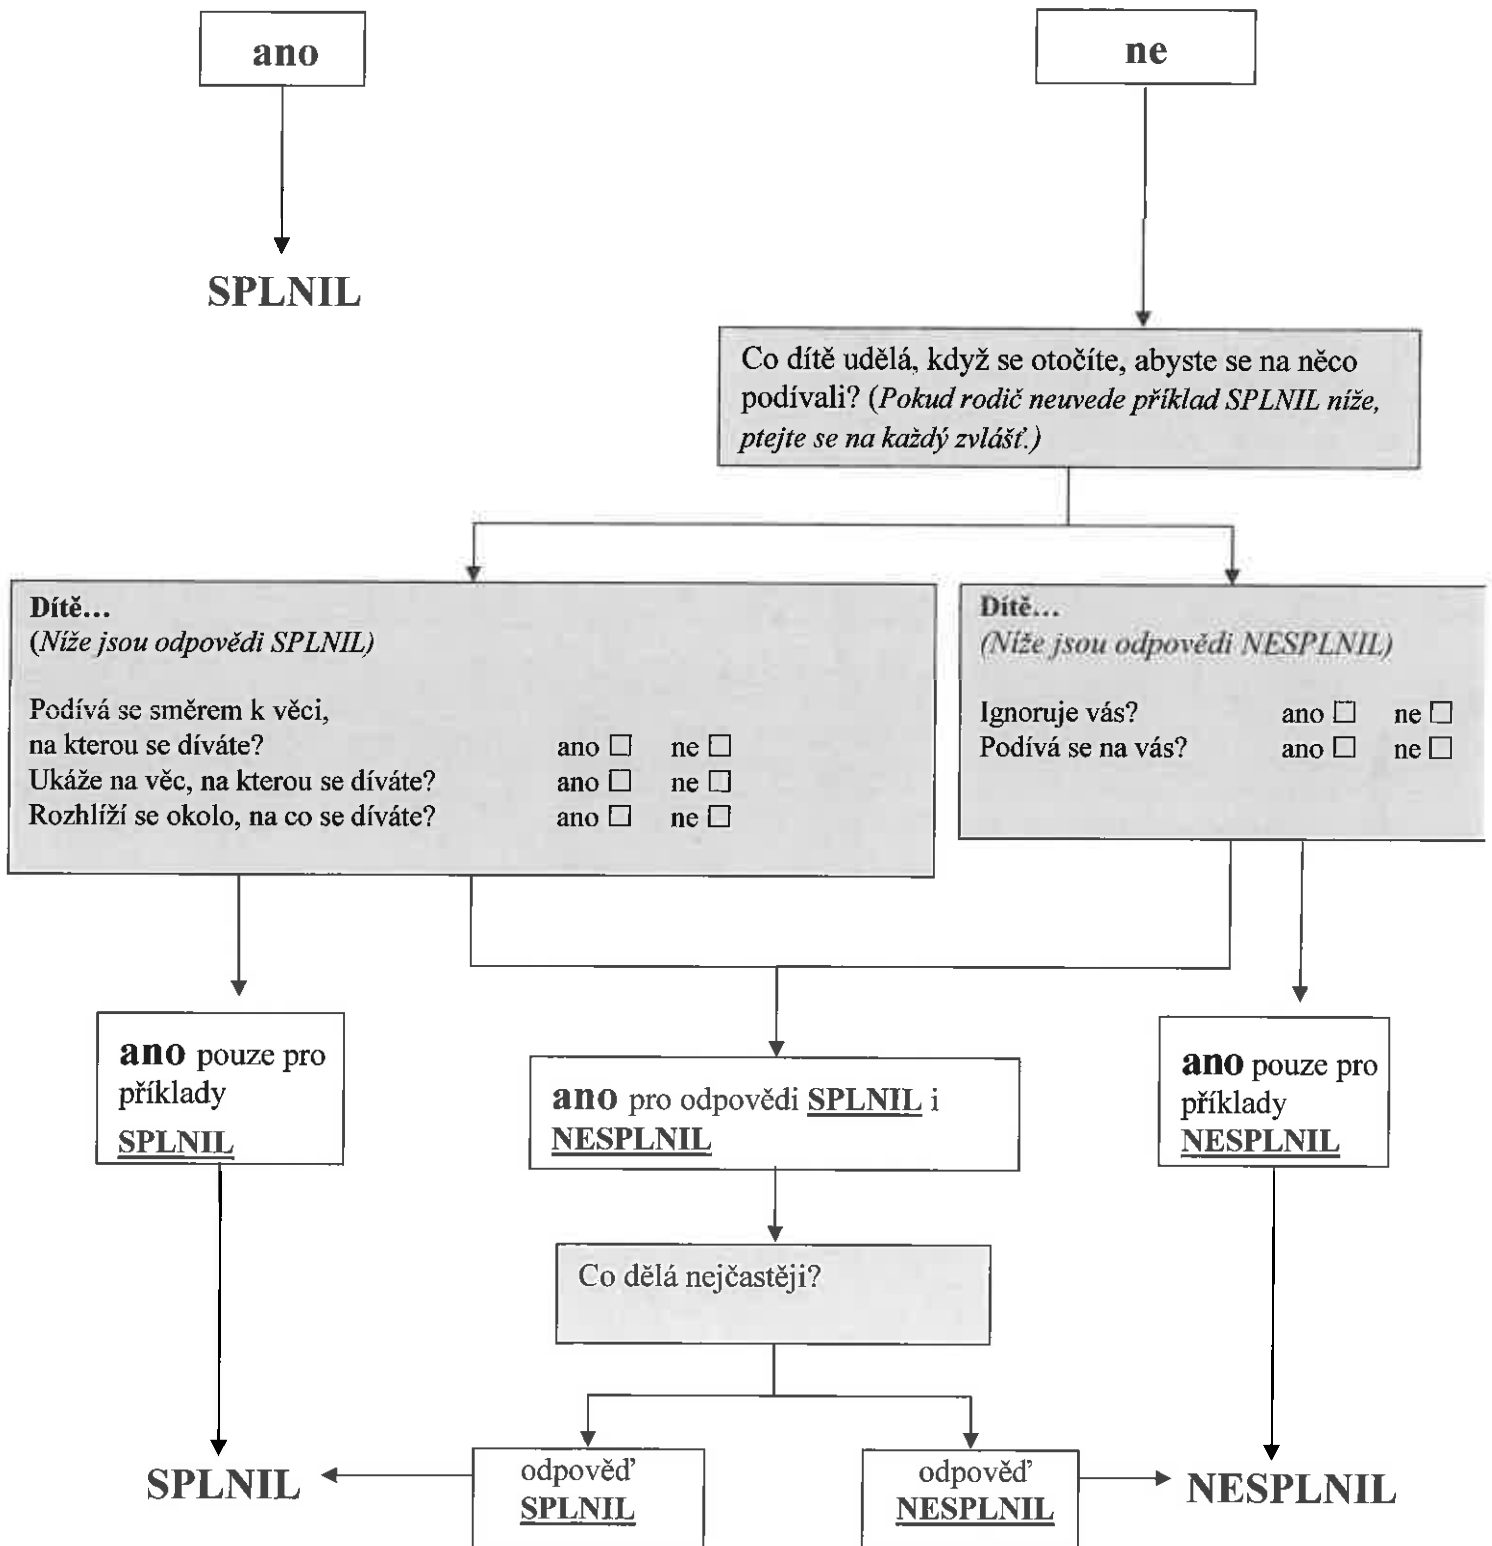 ano
ne
SPLNIL
Co dítě udělá, když se otočíte, abyste se na něco
podívali? (Pokud rodič neuvede příklad SPLNIL níže,
ptejte se na každý zvlášť.)
Dítě...
(Níže jsou odpovědi SPLNIL)
Podívá se směrem k věci,
na kterou se díváte? ano ☐ ne ☐
Ukáže na věc, na kterou se díváte? ano ☐ ne ☐
Rozhlíží se okolo, na co se díváte? ano ☐ ne ☐
Dítě...
(Níže jsou odpovědi NESPLNIL)
Ignoruje vás? ano ☐ ne ☐
Podívá se na vás? ano ☐ ne ☐
ano pouze pro
příklady
SPLNIL
ano pro odpovědi SPLNIL i
NESPLNIL
ano pouze pro
příklady
NESPLNIL
Co dělá nejčastěji?
SPLNIL
odpověď
SPLNIL
odpověď
NESPLNIL
NESPLNIL